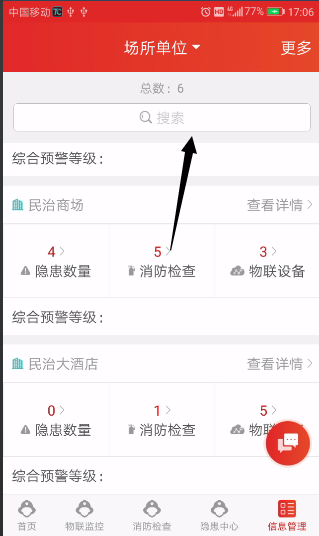 中国移动 TC HD 4G 77% 17:06
场所单位 更多
总数：6
搜索
综合预警等级：
民治商场 查看详情
4 5 3
隐患数量 消防检查 物联设备
综合预警等级：
民治大酒店 查看详情
0 1 5
隐患数量 消防检查 物联
综合预警等级：
首页 物联监控 消防检查 隐患中心 信息管理